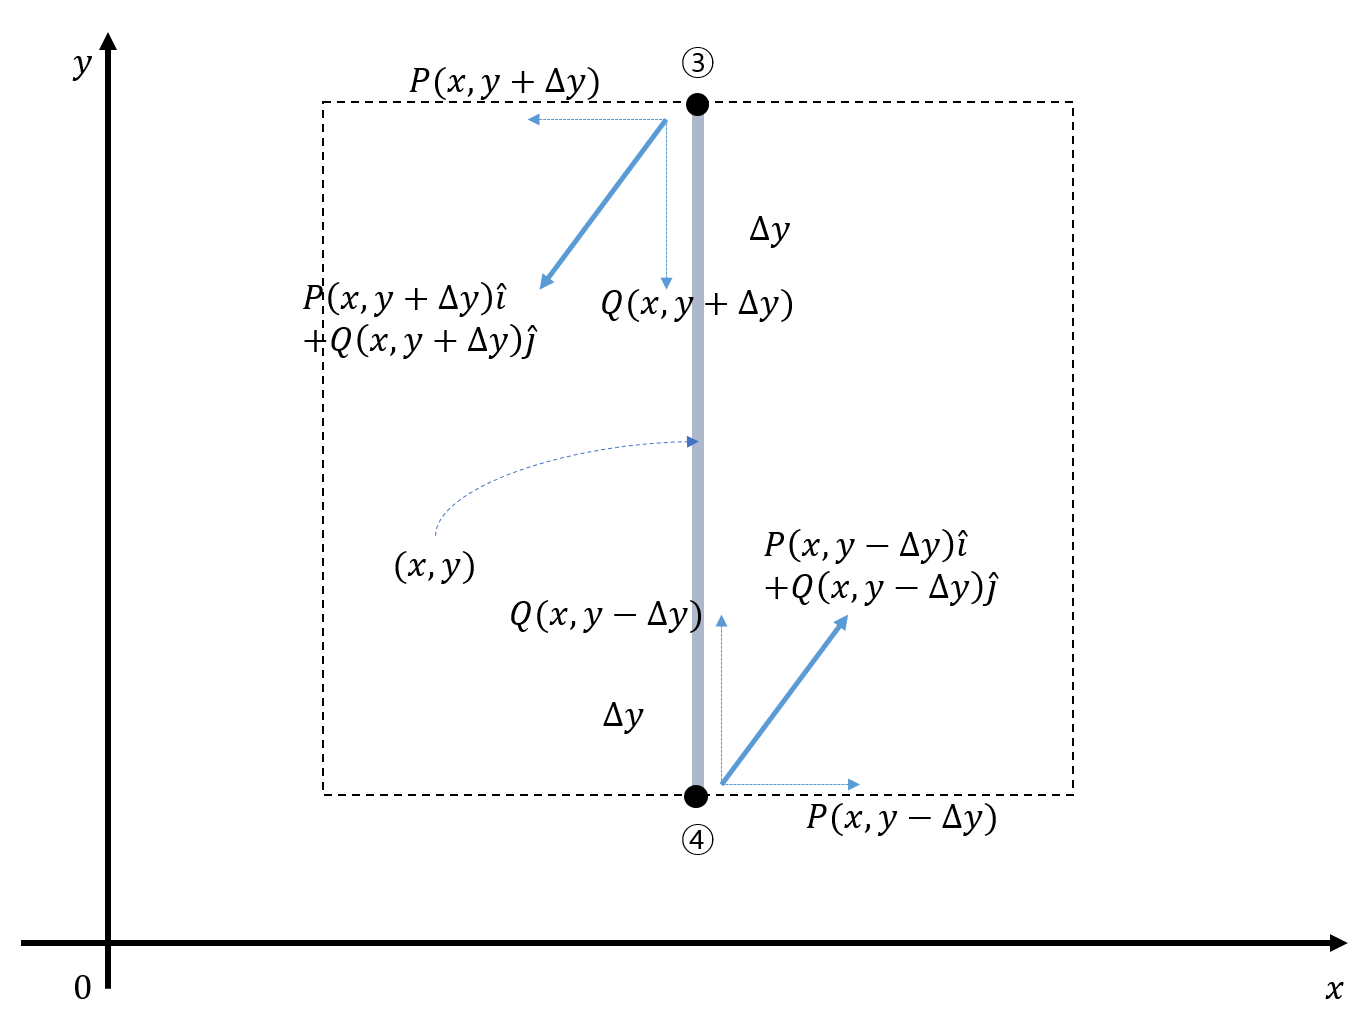 y
③
P(x, y + Δy)
Δy
P(x, y + Δy)î
+Q(x, y + Δy)ĵ
Q(x, y + Δy)
(x, y)
P(x, y − Δy)î
+Q(x, y − Δy)ĵ
Q(x, y − Δy)
Δy
P(x, y − Δy)
④
0
x